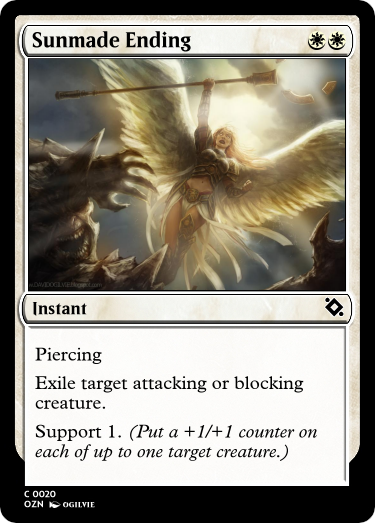 Sunmade Ending
Instant
Piercing
Exile target attacking or blocking
creature.
Support 1. (Put a +1/+1 counter on
each of up to one target creature.)
C 0020
OZN OGILVIE